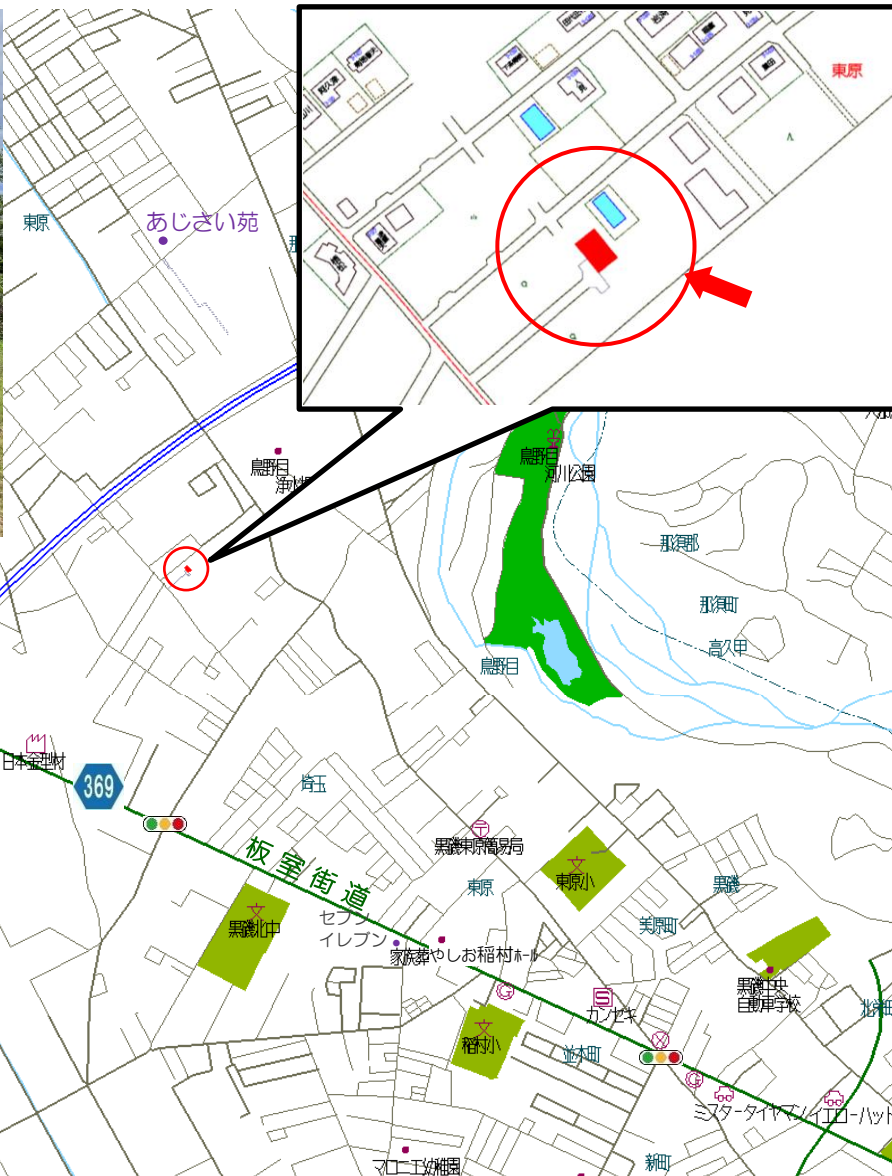 東原
東原
あじさい苑
鳥野目
鳥野目
河川公園
那須郡
那須町
高久甲
鳥野目
日本金型材
369
埼玉
板室街道
黒磯東原簡易局
東原小
東原
黒磯
美原町
黒磯北中
セブン
イレブン
家族葬やしお稲村ホール
カンセキ
黒磯中央
自動車学校
稲村小
並木町
ミスタータイヤマン
イエローハット
マロニエ幼稚園
新町